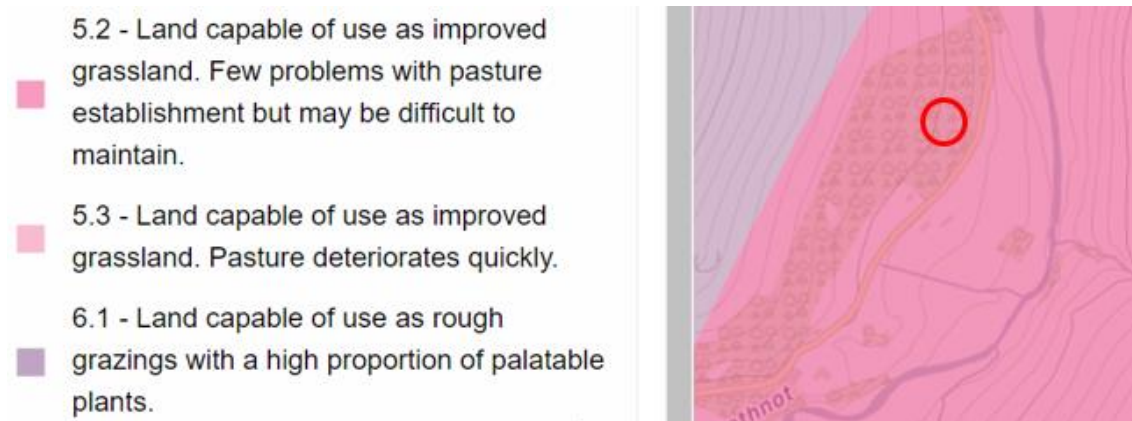 5.2 - Land capable of use as improved
grassland. Few problems with pasture
establishment but may be difficult to
maintain.
5.3 - Land capable of use as improved
grassland. Pasture deteriorates quickly.
6.1 - Land capable of use as rough
grazings with a high proportion of palatable
plants.
thnot